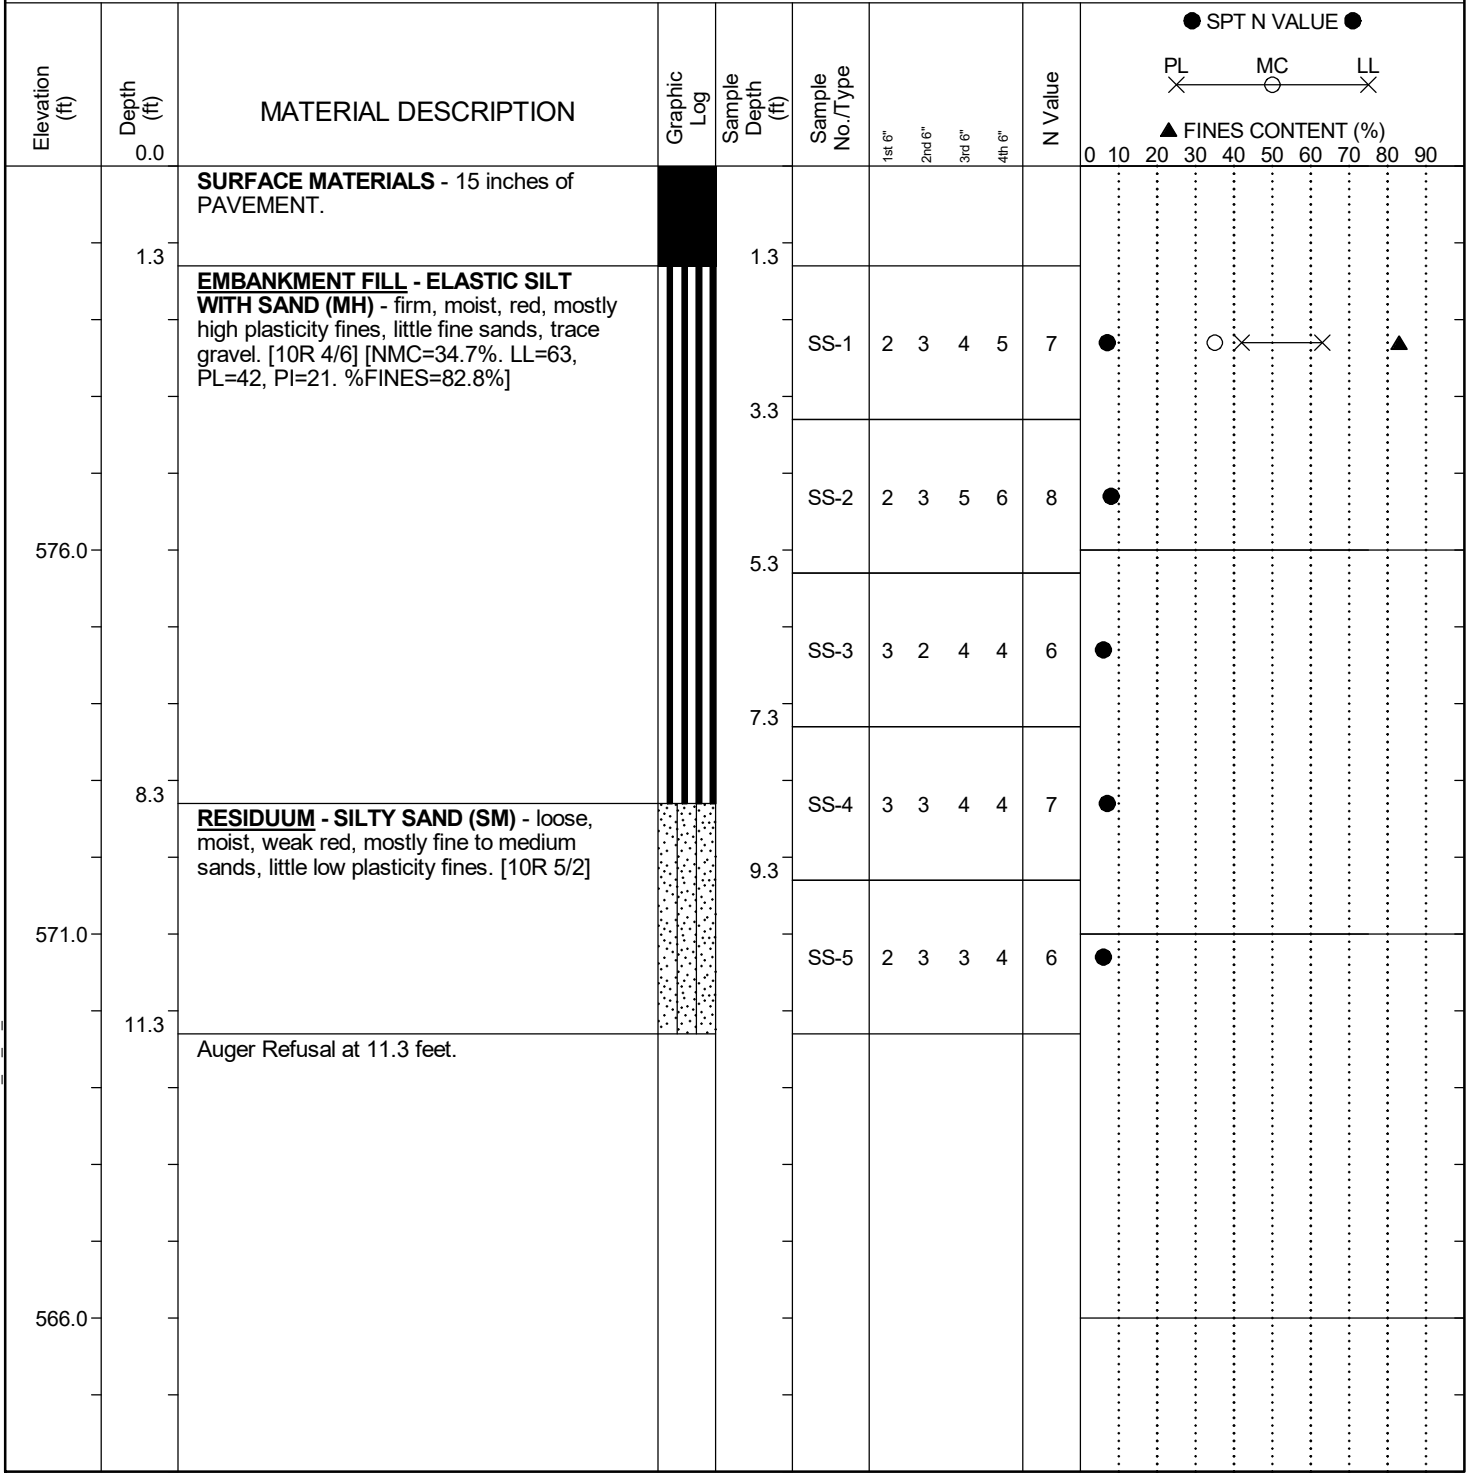 ● SPT N VALUE ●
PL MC LL
▲ FINES CONTENT (%)
Elevation (ft)
Depth (ft)
0.0
MATERIAL DESCRIPTION
Graphic Log
Sample Depth (ft)
Sample No./Type
1st 6"
2nd 6"
3rd 6"
4th 6"
N Value
0 10 20 30 40 50 60 70 80 90
SURFACE MATERIALS - 15 inches of
PAVEMENT.
1.3 1.3
EMBANKMENT FILL - ELASTIC SILT
WITH SAND (MH) - firm, moist, red, mostly
high plasticity fines, little fine sands, trace
gravel. [10R 4/6] [NMC=34.7%. LL=63,
PL=42, PI=21. %FINES=82.8%]
SS-1 2 3 4 5 7
3.3
SS-2 2 3 5 6 8
576.0
5.3
SS-3 3 2 4 4 6
7.3
8.3
SS-4 3 3 4 4 7
RESIDUUM - SILTY SAND (SM) - loose,
moist, weak red, mostly fine to medium
sands, little low plasticity fines. [10R 5/2]
9.3
571.0
SS-5 2 3 3 4 6
11.3
Auger Refusal at 11.3 feet.
566.0